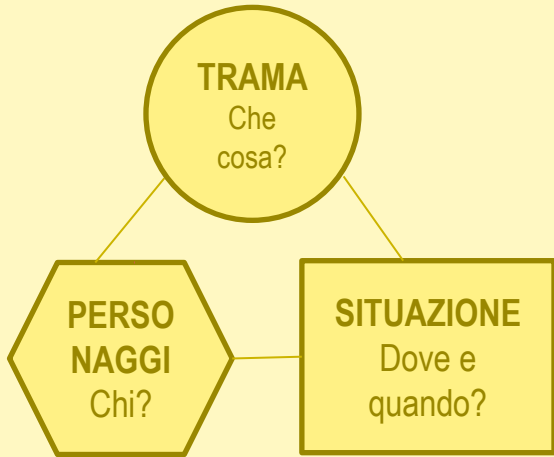 TRAMA
Che
cosa?
PERSO
NAGGI
Chi?
SITUAZIONE
Dove e
quando?